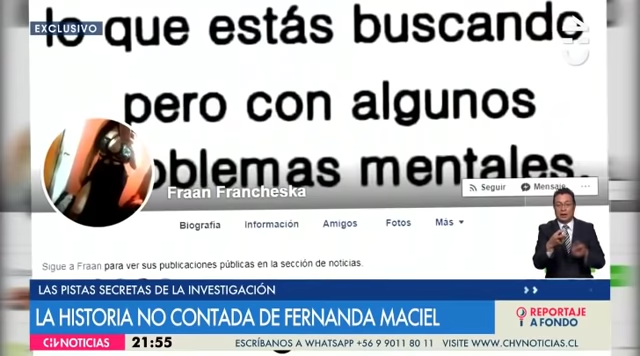 EXCLUSIVO
lo que estás buscando
pero con algunos
problemas mentales.
Fraan Francheska
Seguir
Mensaje
...
Biografía Información Amigos Fotos Más
Sigue a Fraan para ver sus publicaciones públicas en la sección de noticias.
LAS PISTAS SECRETAS DE LA INVESTIGACIÓN
LA HISTORIA NO CONTADA DE FERNANDA MACIEL
REPORTAJE
A FONDO
CHV NOTICIAS 21:55 ESCRÍBANOS A WHATSAPP +56 9 9011 80 11 VISITE WWW.CHVNOTICIAS.CL